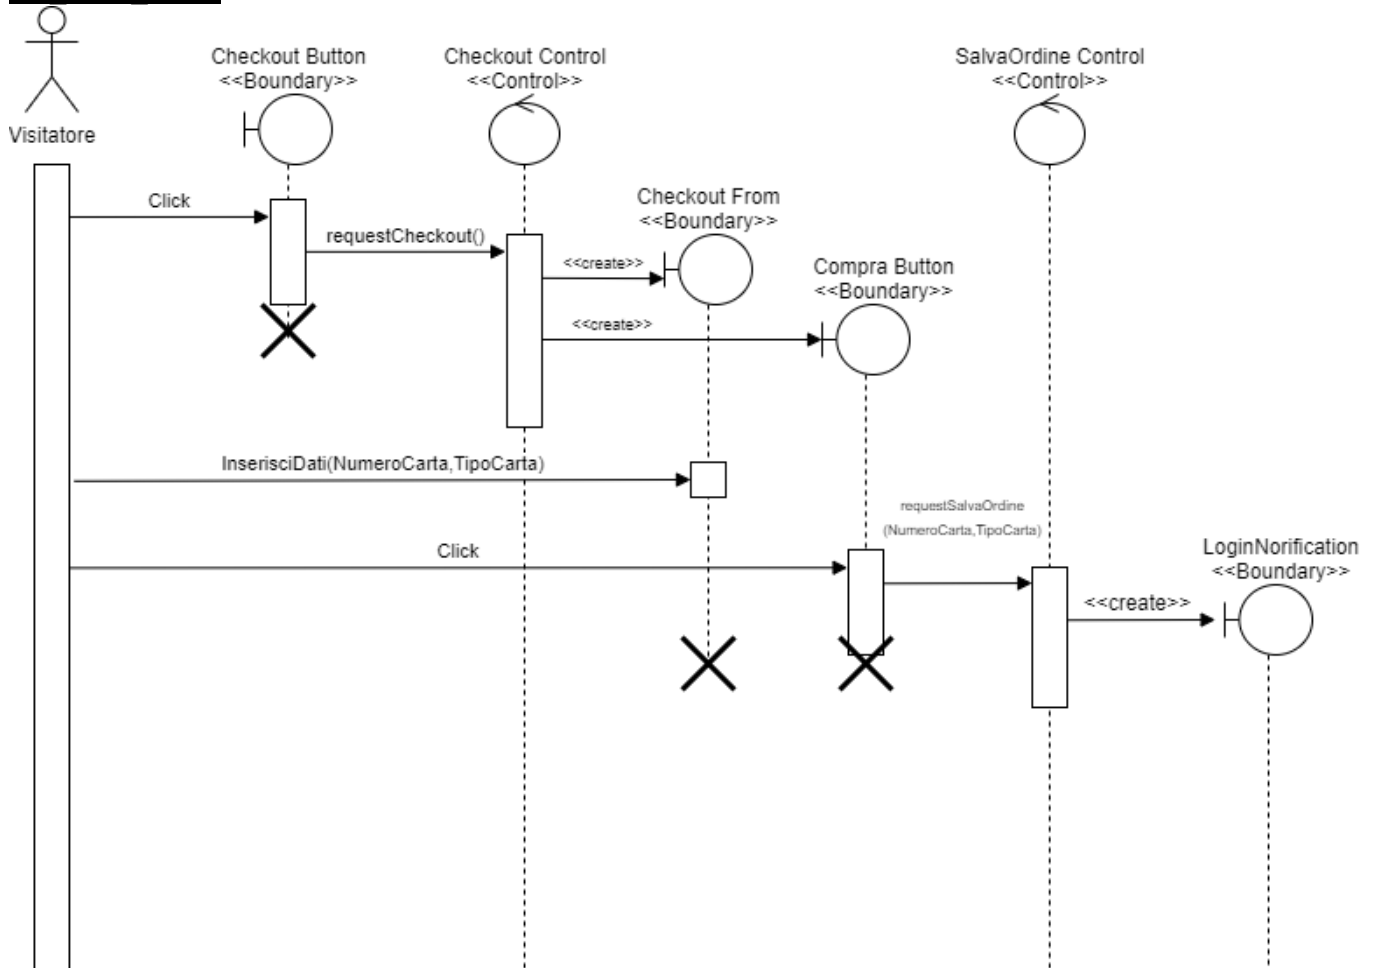 Checkout Button
<<Boundary>>
Checkout Control
<<Control>>
SalvaOrdine Control
<<Control>>
Visitatore
Click
Checkout From
<<Boundary>>
requestCheckout()
<<create>>
Compra Button
<<Boundary>>
<<create>>
InserisciDati(NumeroCarta,TipoCarta)
requestSalvaOrdine
(NumeroCarta,TipoCarta)
Click
LoginNorification
<<Boundary>>
<<create>>